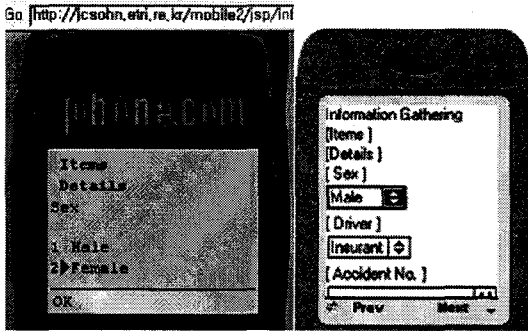 Go http://jcsohn.etri.re.kr/mobile2/jsp/inf
phone.com
Items
Details
Sex
1 Male
2 Female
OK
Information Gathering
[Items ]
[Details ]
[ Sex ]
Male
[ Driver ]
Insurant
[ Accident No. ]
Prev Next